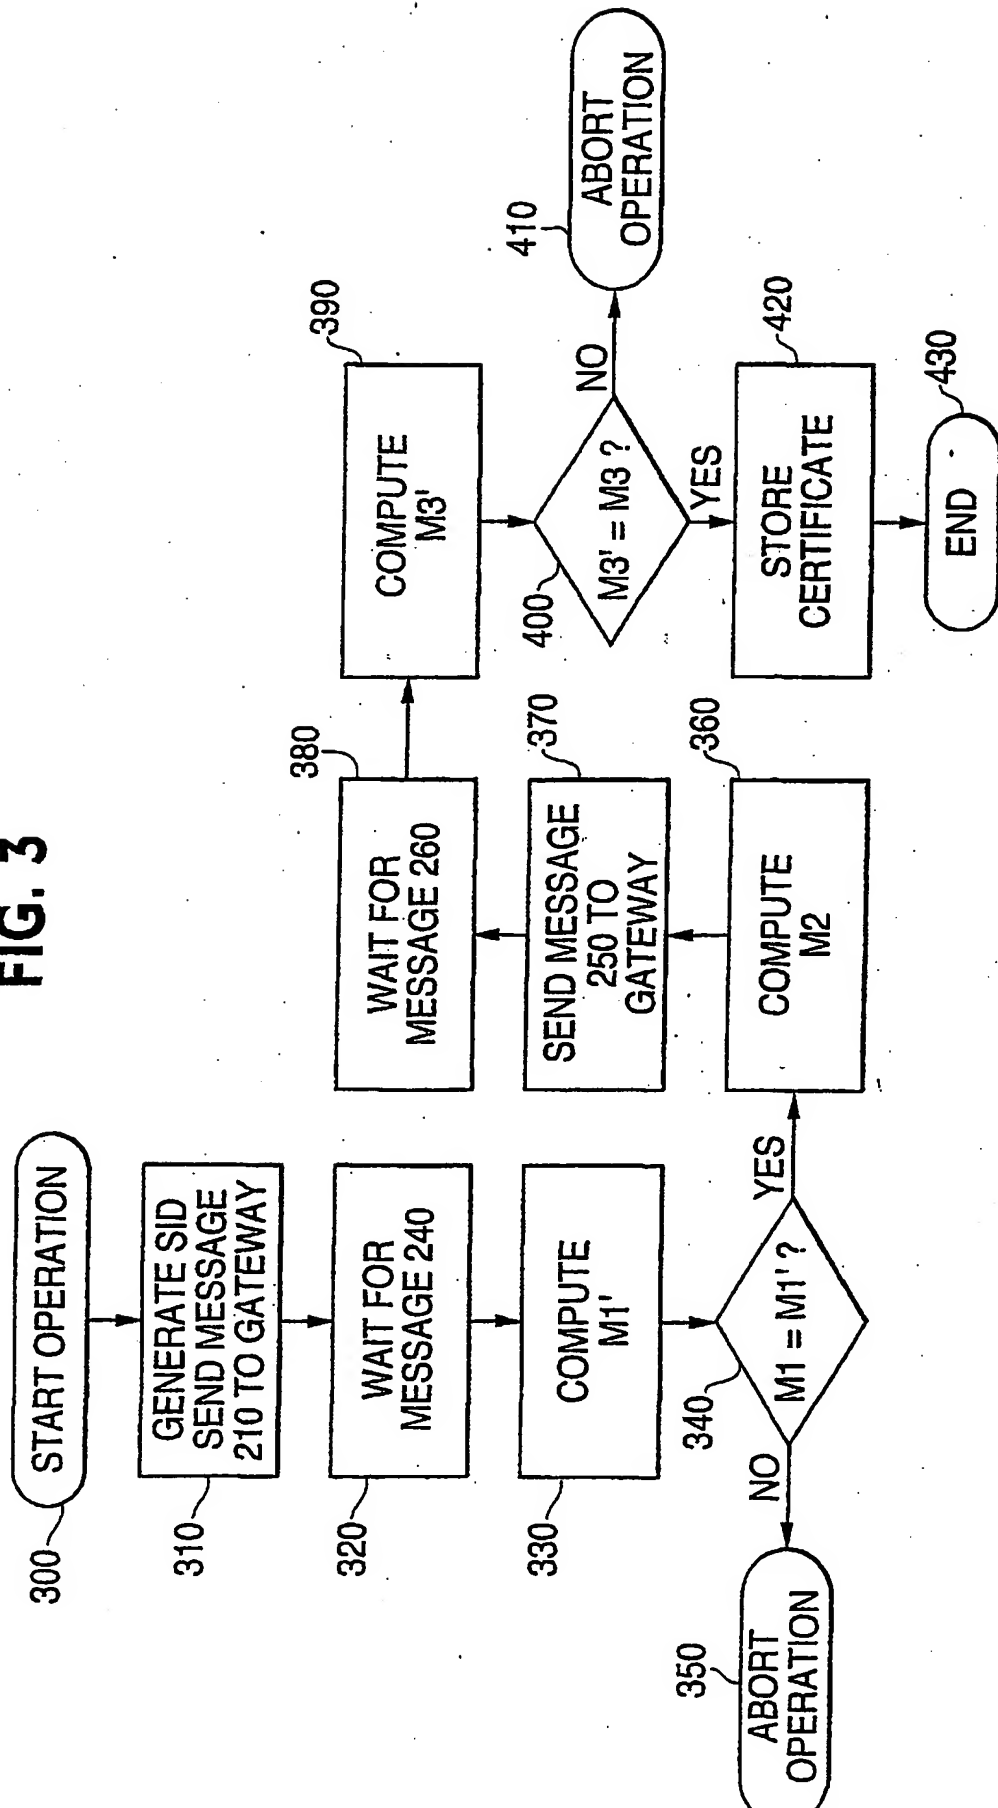 FIG. 3
300
START OPERATION
310
GENERATE SID
SEND MESSAGE
210 TO GATEWAY
320
WAIT FOR
MESSAGE 240
330
COMPUTE
M1'
340
M1 = M1' ?
NO
350
ABORT
OPERATION
YES
360
COMPUTE
M2
370
SEND MESSAGE
250 TO
GATEWAY
380
WAIT FOR
MESSAGE 260
390
COMPUTE
M3'
400
M3' = M3 ?
NO
410
ABORT
OPERATION
YES
420
STORE
CERTIFICATE
430
END